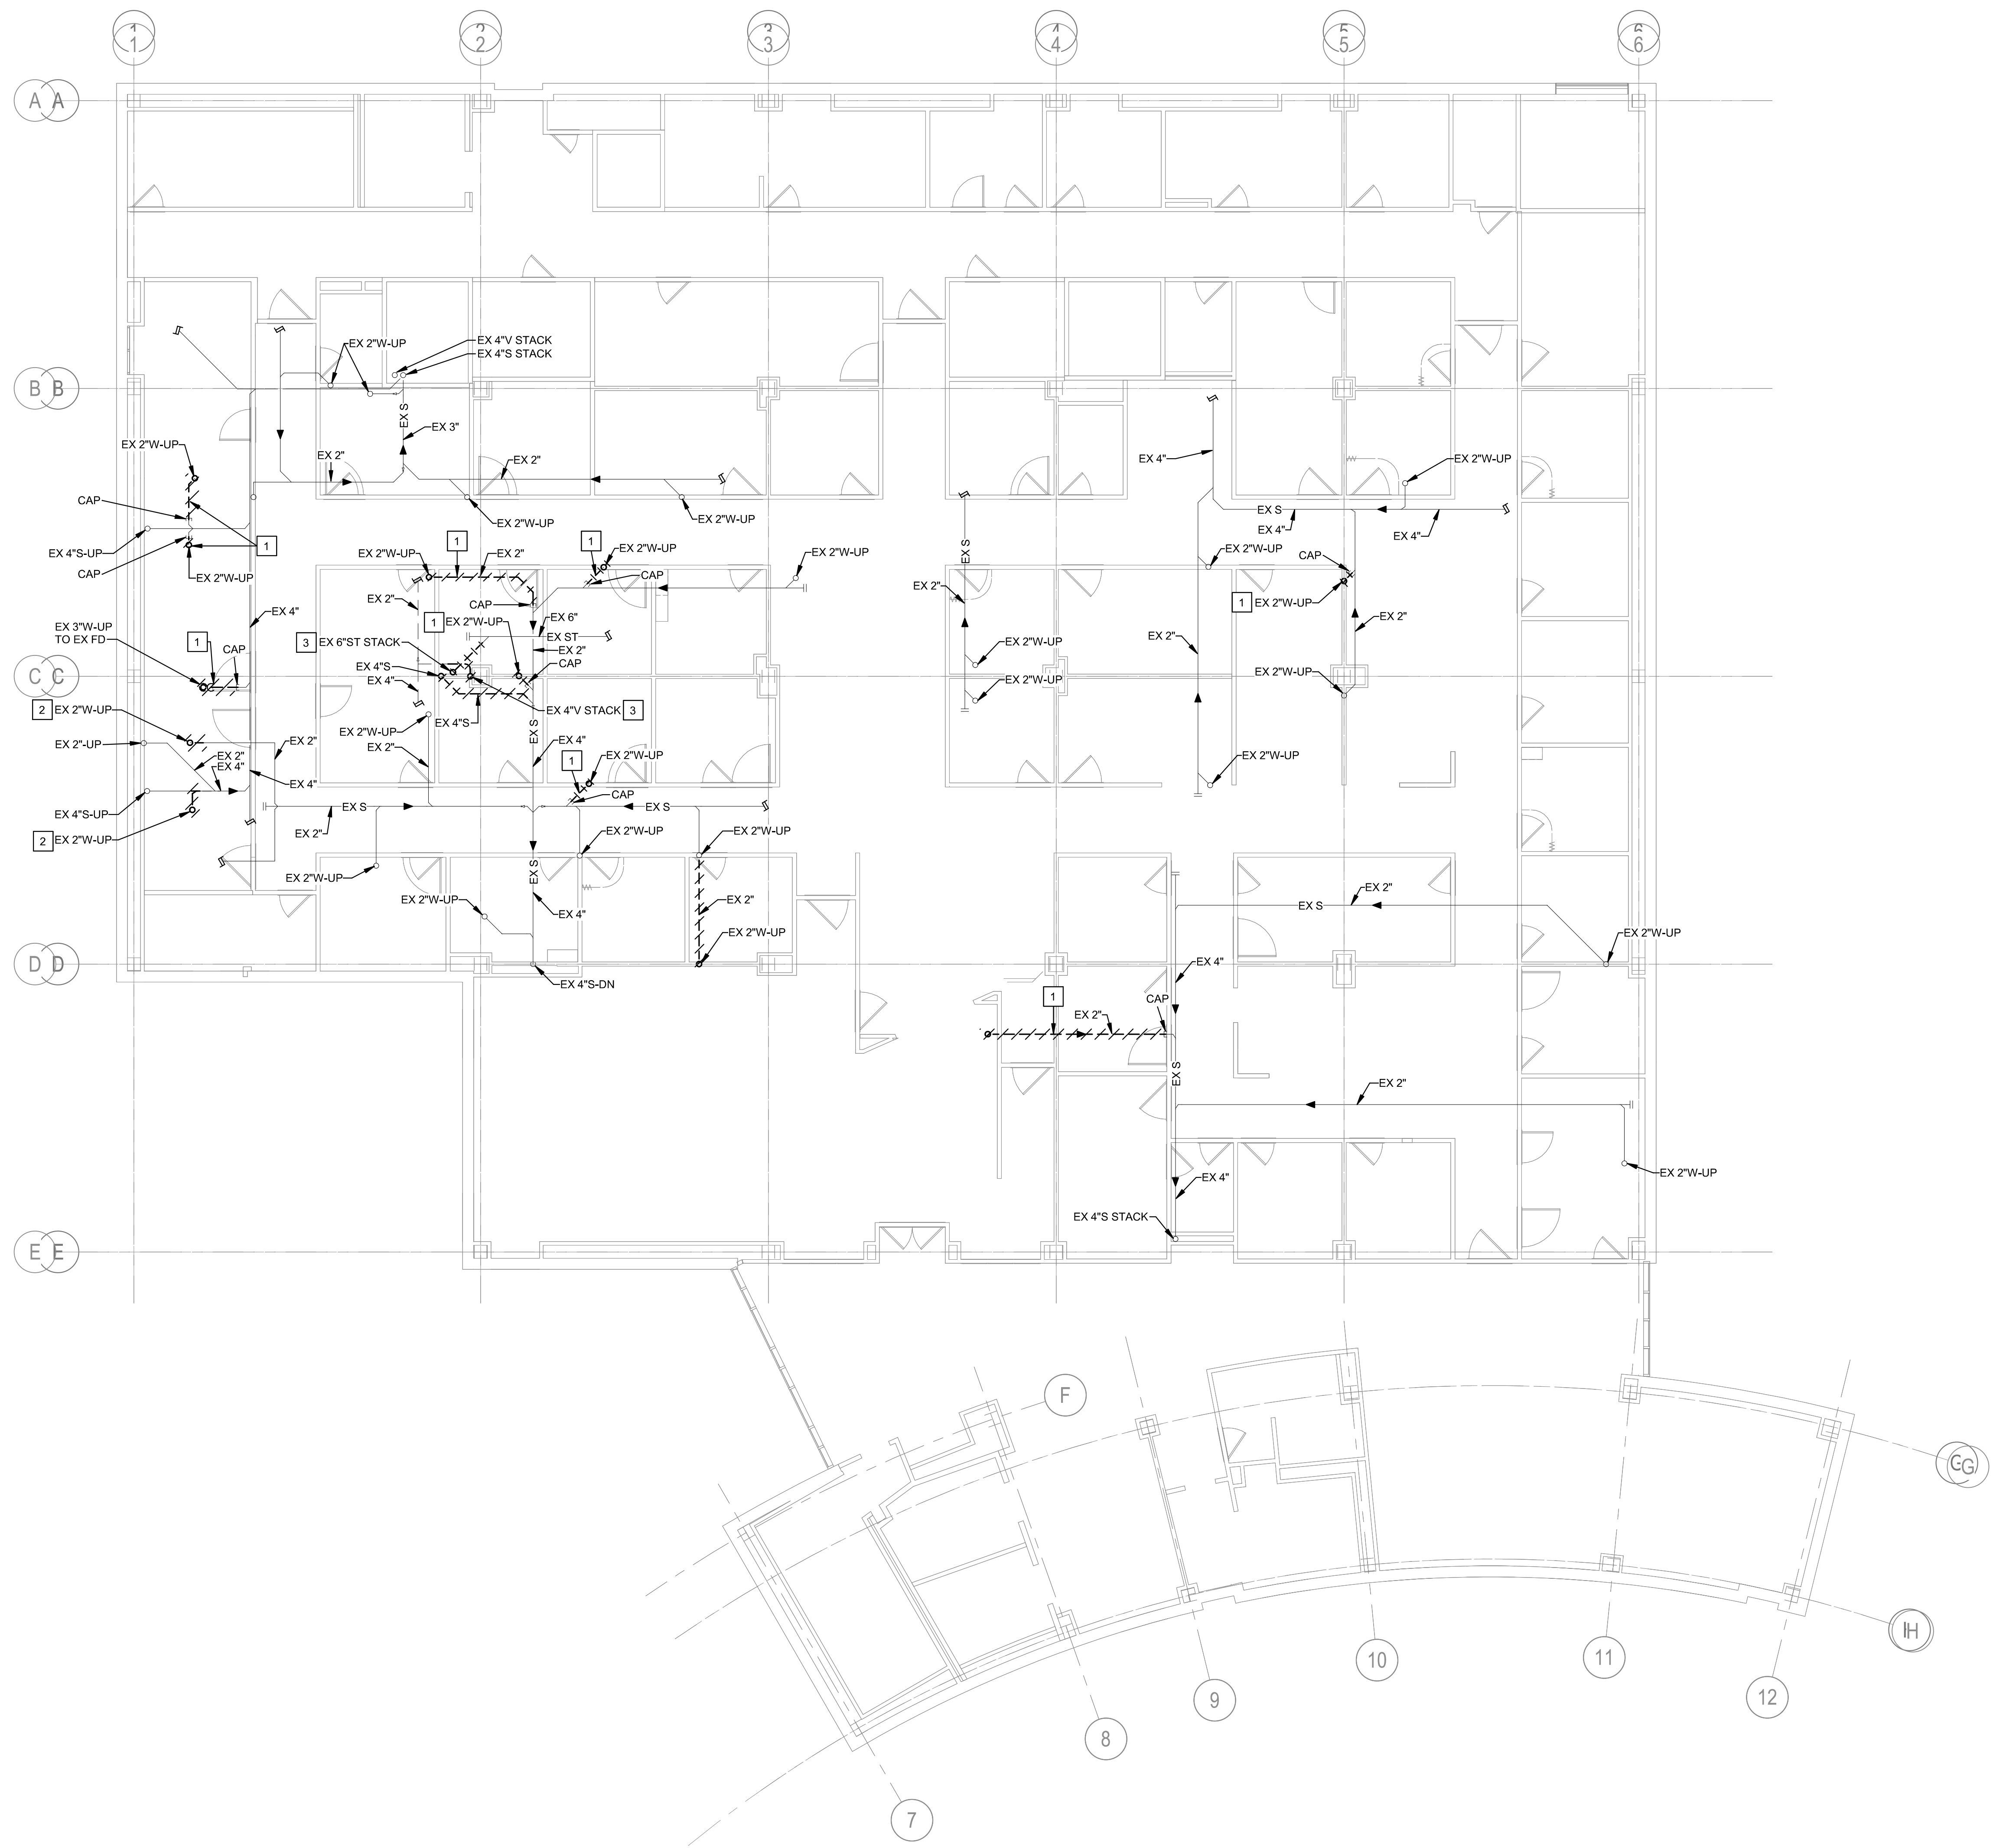 1
1
2
2
3
3
4
4
5
5
6
6
A A
EX 2"W-UP
EX 4"V STACK
EX 4"S STACK
B B
EX S
EX 3"
EX 2"W-UP
EX 2"
EX 2"
EX 4"
EX 2"W-UP
CAP
EX 2"W-UP
EX 2"W-UP
EX S
EX 4"
EX 4"
EX 4"S-UP
1
CAP
EX 2"W-UP
EX 2"W-UP
1
EX 2"
1
EX 2"W-UP
EX 2"W-UP
EX S
EX 2"W-UP
CAP
CAP
EX 2"
EX 2"
CAP
1
EX 2"W-UP
EX 4"
EX 3"W-UP
TO EX FD
1
CAP
1
EX 2"W-UP
EX 6"
EX ST
3
EX 6"ST STACK
EX 2"
CAP
EX 2"
EX 2"
EX 2"W-UP
C C
EX 4"S
EX 4"
EX 2"W-UP
EX 2"W-UP
2
EX 2"W-UP
EX 4"S
EX 4"V STACK
3
EX 2"-UP
EX 2"
EX 2"W-UP
EX 2"
EX S
EX 2"
EX 4"
EX 4"
EX 4"
1
EX 2"W-UP
EX 2"W-UP
CAP
EX 4"S-UP
EX S
EX S
2
EX 2"W-UP
EX 2"
EX 2"W-UP
EX 2"W-UP
EX 2"W-UP
EX S
EX 2"W-UP
EX 4"
EX 2"
EX S
EX 2"
EX 2"W-UP
EX 2"W-UP
D D
EX 4"S-DN
EX 4"
1
CAP
EX 2"
EX S
EX 2"
EX 2"W-UP
EX 4"
EX 4"S STACK
E E
F
G G
H
7
8
9
10
11
12